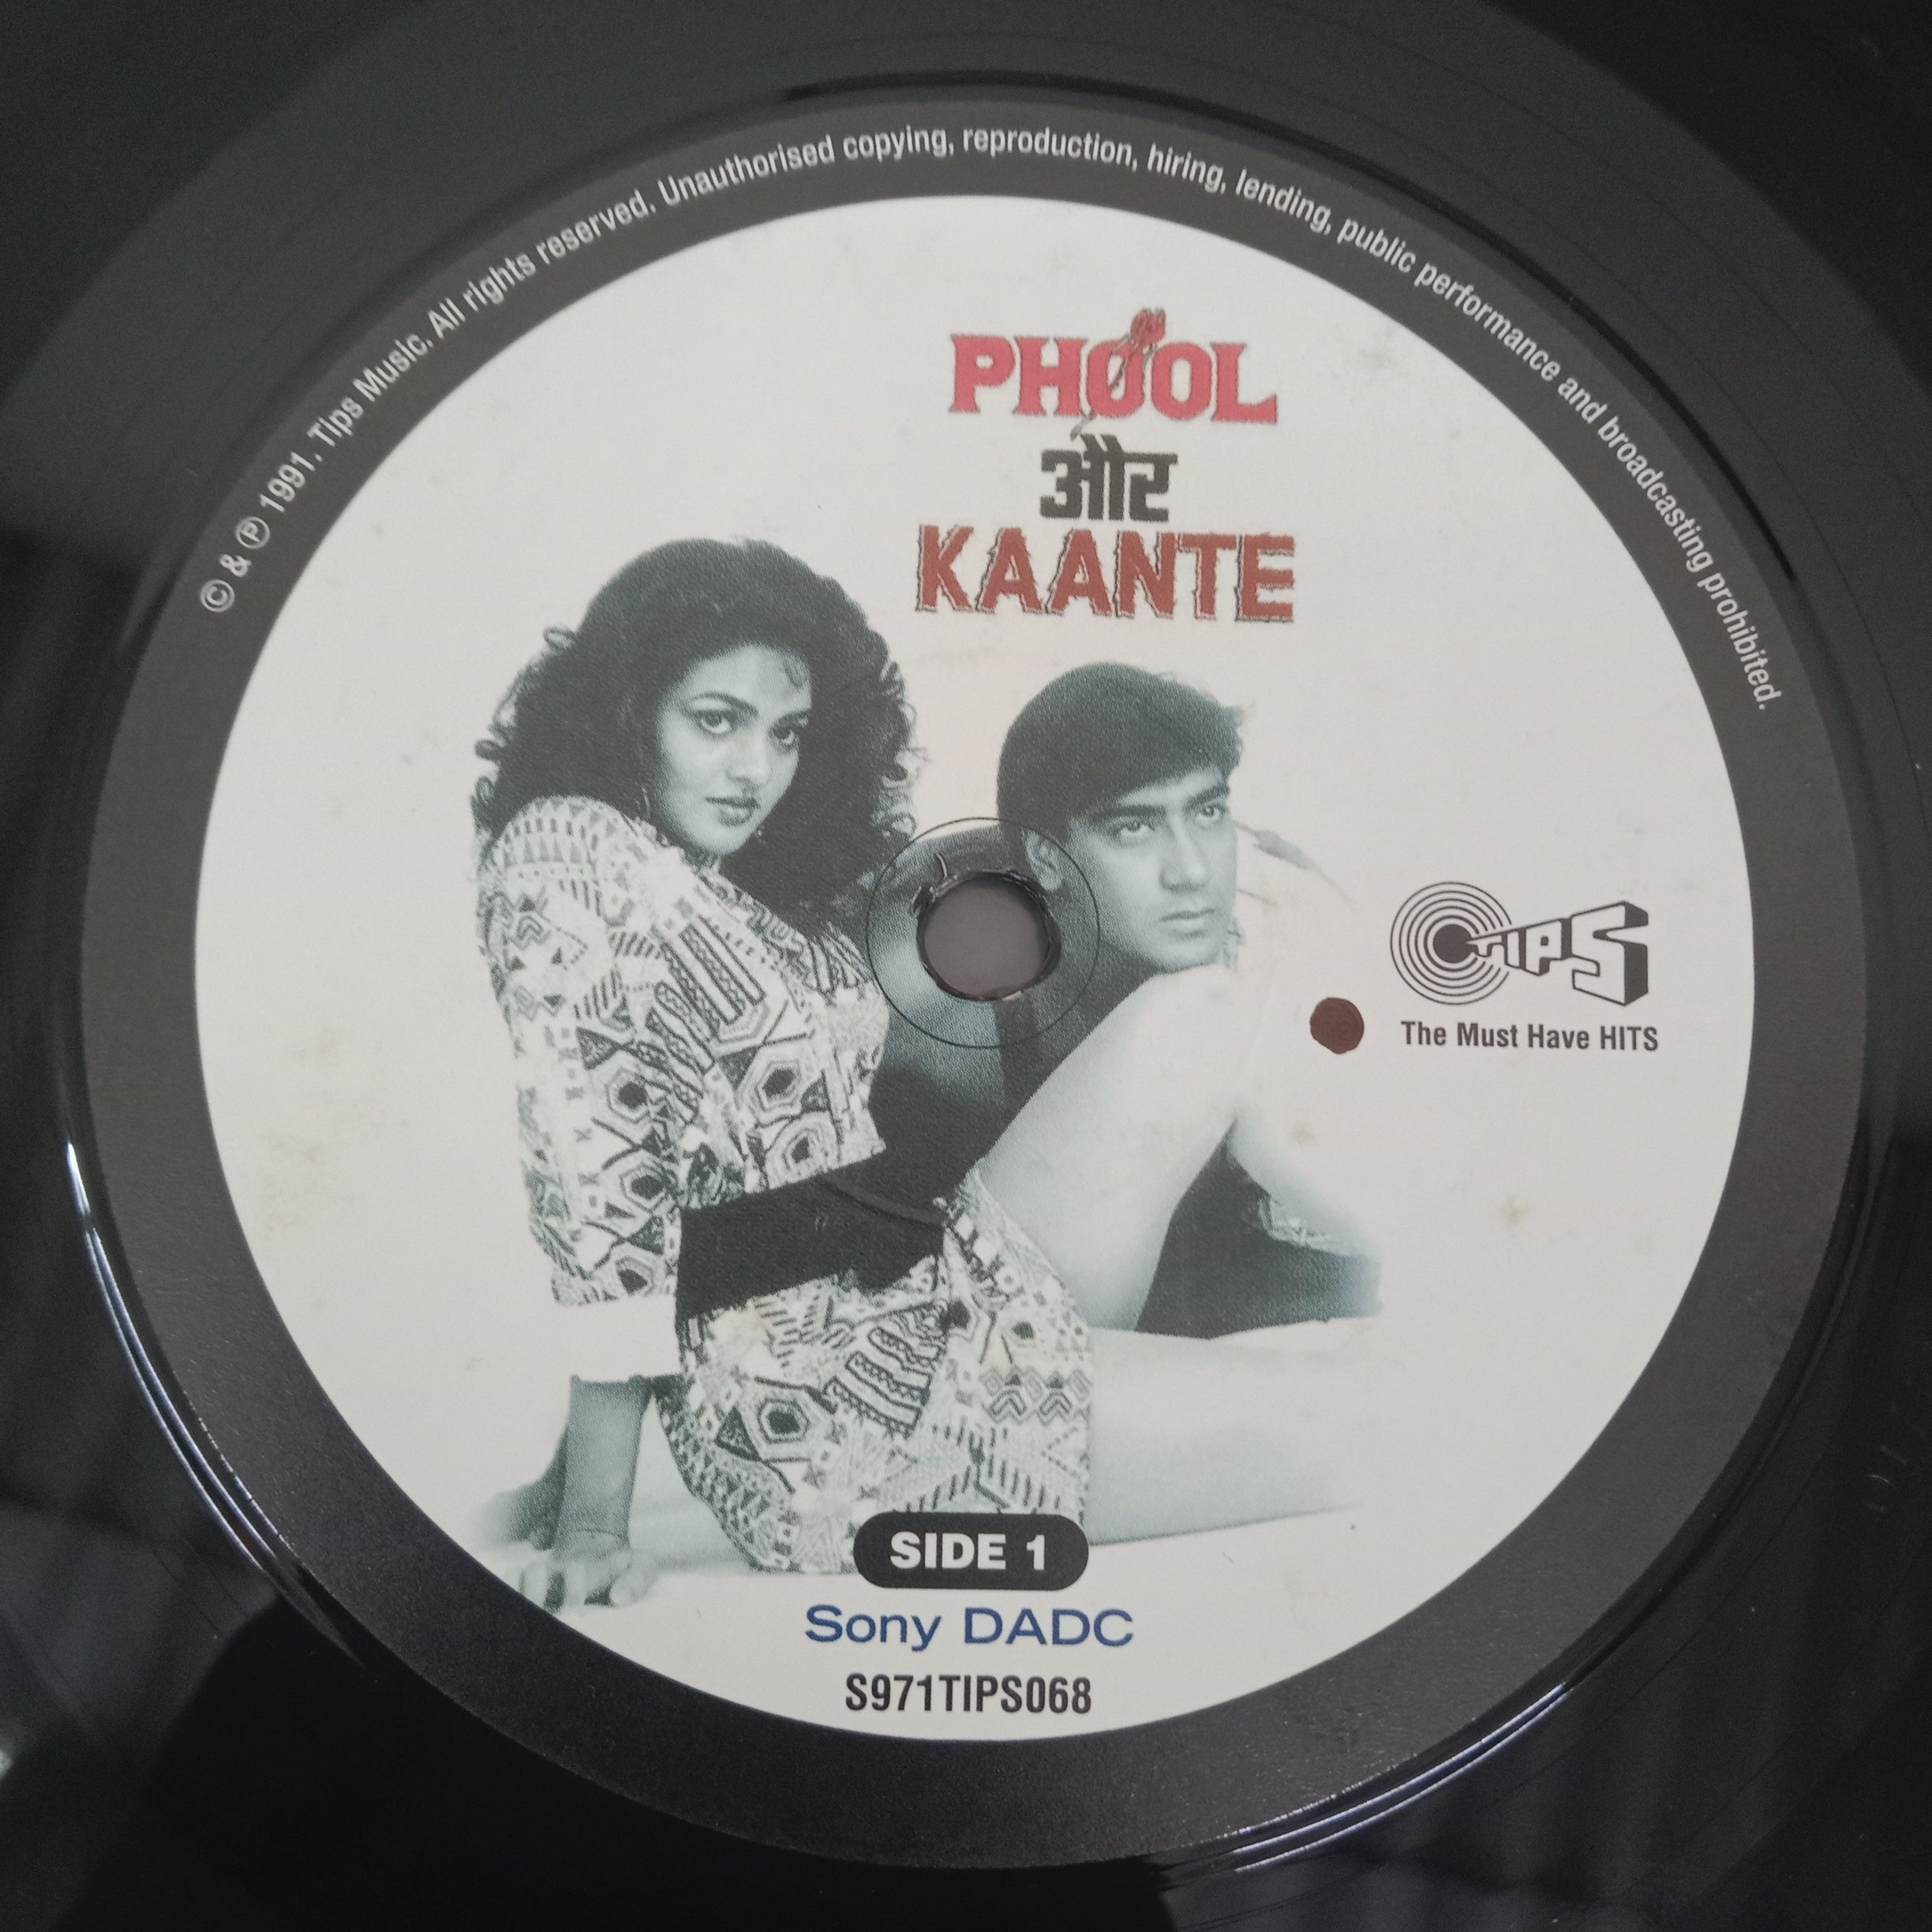 © & ℗ 1991. Tips Music. All rights reserved. Unauthorised copying, reproduction, hiring, lending, public performance and broadcasting prohibited.
PHOOL
और
KAANTE
TIPS
The Must Have HITS
SIDE 1
Sony DADC
S971TIPS068